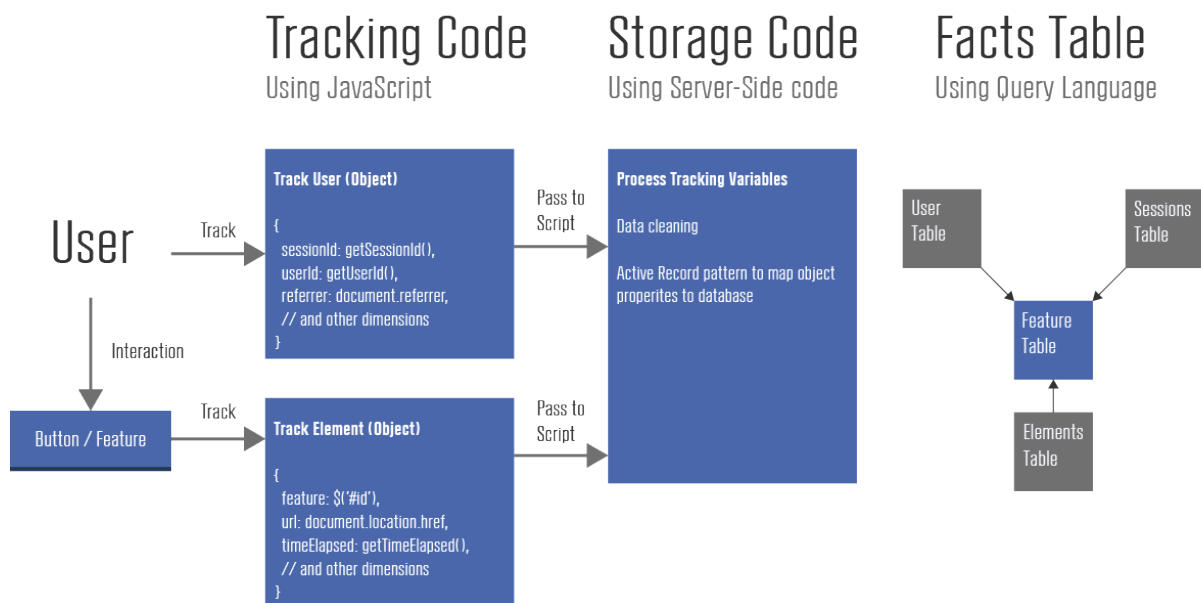 Tracking Code
Using JavaScript
Storage Code
Using Server-Side code
Facts Table
Using Query Language
User
Track
Interaction
Button / Feature
Track
Track User (Object)
{
sessionId: getSessionId(),
userId: getUserId(),
referrer: document.referrer,
// and other dimensions
}
Pass to
Script
Track Element (Object)
{
feature: $('#id'),
url: document.location.href,
timeElapsed: getTimeElapsed(),
// and other dimensions
}
Pass to
Script
Process Tracking Variables
Data cleaning
Active Record pattern to map object
properites to database
User
Table
Sessions
Table
Feature
Table
Elements
Table